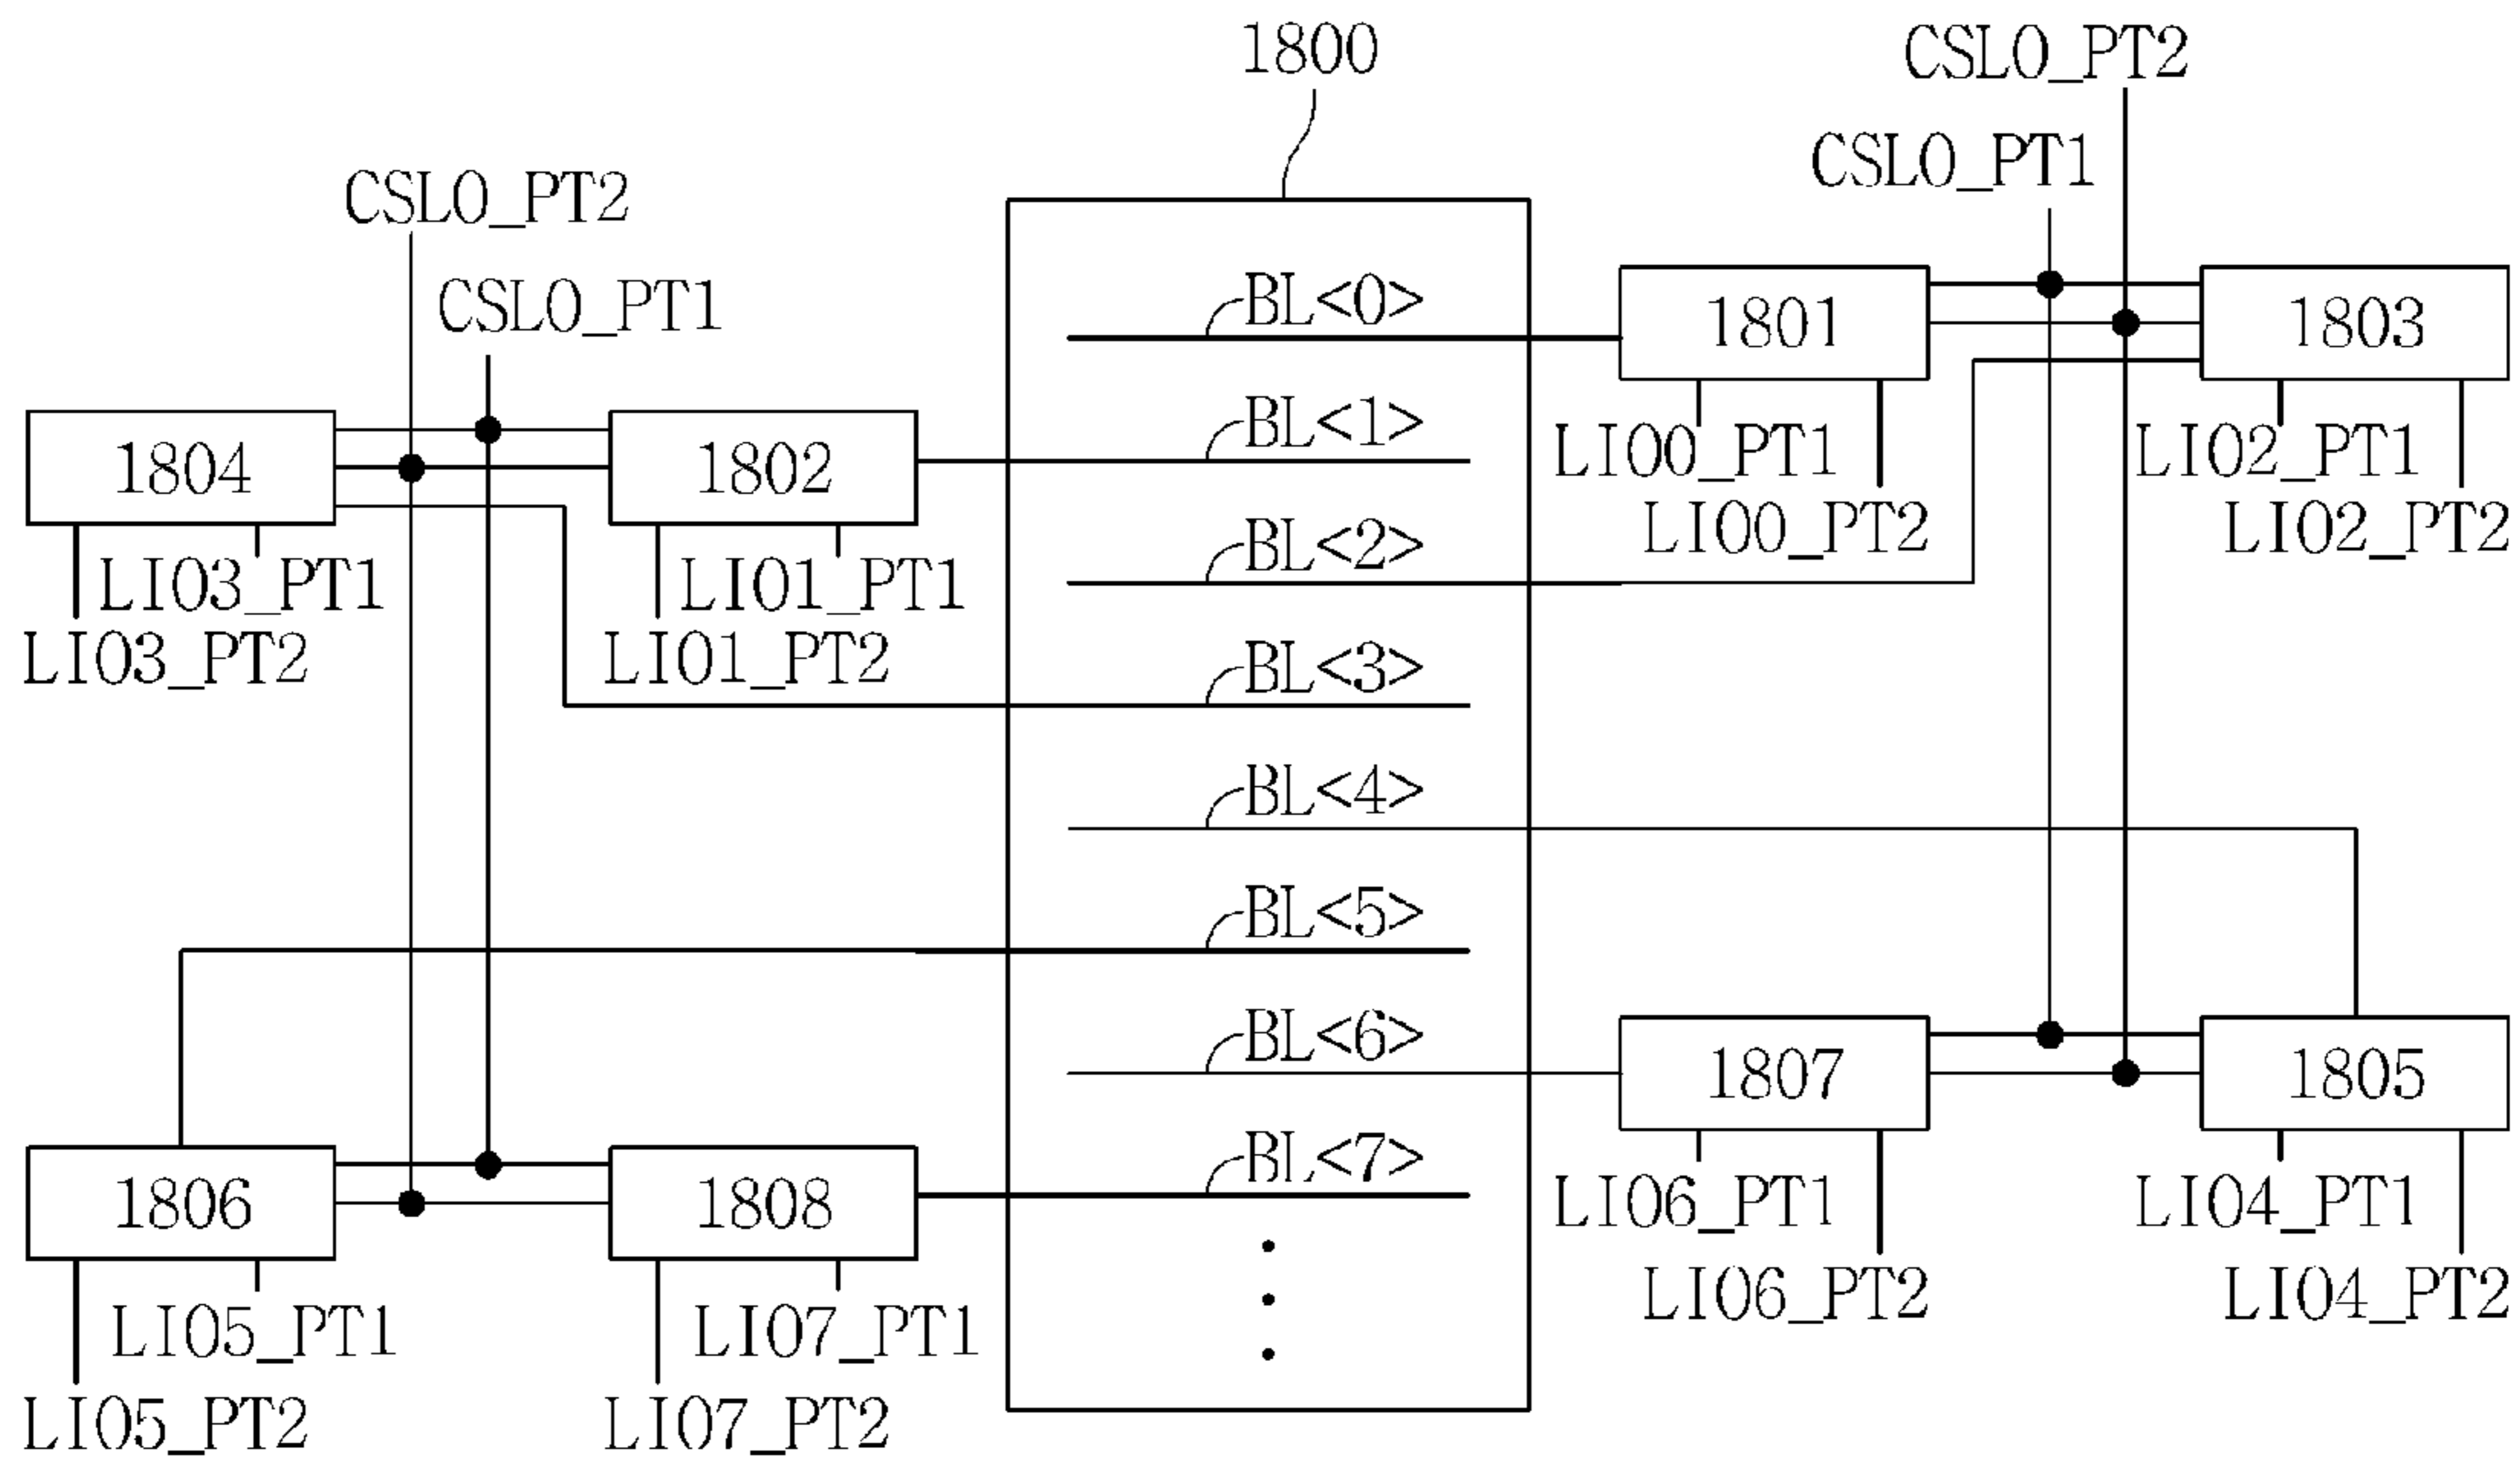 1800
CSL0_PT2
CSL0_PT1
CSL0_PT2
CSL0_PT1
BL<0>
BL<1>
BL<2>
BL<3>
BL<4>
BL<5>
BL<6>
BL<7>
1801
1803
LIO0_PT1
LIO0_PT2
LIO2_PT1
LIO2_PT2
1804
1802
LIO3_PT1
LIO3_PT2
LIO1_PT1
LIO1_PT2
1807
1805
LIO6_PT1
LIO6_PT2
LIO4_PT1
LIO4_PT2
1806
1808
LIO5_PT1
LIO5_PT2
LIO7_PT1
LIO7_PT2